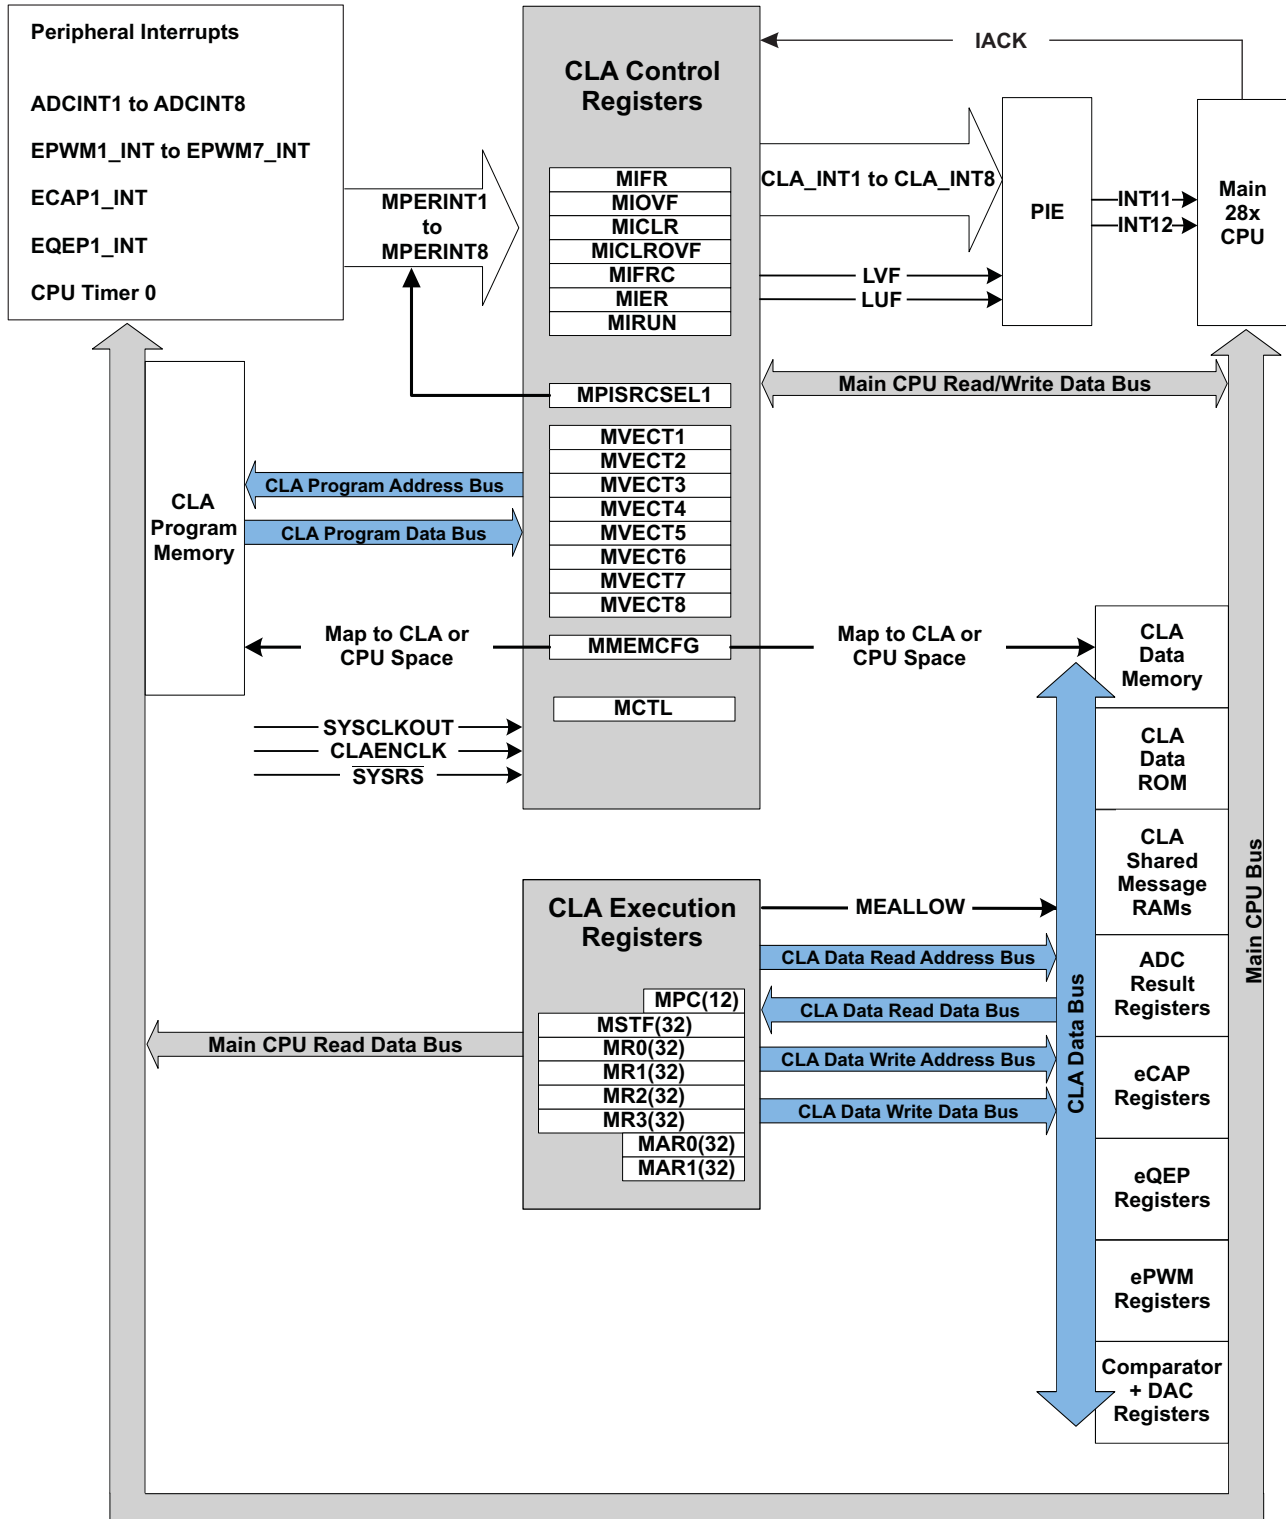 Peripheral Interrupts
ADCINT1 to ADCINT8
EPWM1_INT to EPWM7_INT
ECAP1_INT
EQEP1_INT
CPU Timer 0
MPERINT1
to
MPERINT8
CLA Control
Registers
MIFR
MIOVF
MICLR
MICLROVF
MIFRC
MIER
MIRUN
MPISRCSEL1
MVECT1
MVECT2
MVECT3
MVECT4
MVECT5
MVECT6
MVECT7
MVECT8
MMEMCFG
MCTL
IACK
CLA_INT1 to CLA_INT8
LVF
LUF
PIE
INT11
INT12
Main
28x
CPU
Main CPU Read/Write Data Bus
CLA
Program
Memory
CLA Program Address Bus
CLA Program Data Bus
Map to CLA or
CPU Space
Map to CLA or
CPU Space
SYSCLKOUT
CLAENCLK
SYSRS
CLA
Data
Memory
CLA
Data
ROM
CLA
Shared
Message
RAMs
ADC
Result
Registers
eCAP
Registers
eQEP
Registers
ePWM
Registers
Comparator
+ DAC
Registers
Main CPU Bus
CLA Data Bus
CLA Execution
Registers
MPC(12)
MSTF(32)
MR0(32)
MR1(32)
MR2(32)
MR3(32)
MAR0(32)
MAR1(32)
MEALLOW
CLA Data Read Address Bus
CLA Data Read Data Bus
CLA Data Write Address Bus
CLA Data Write Data Bus
Main CPU Read Data Bus